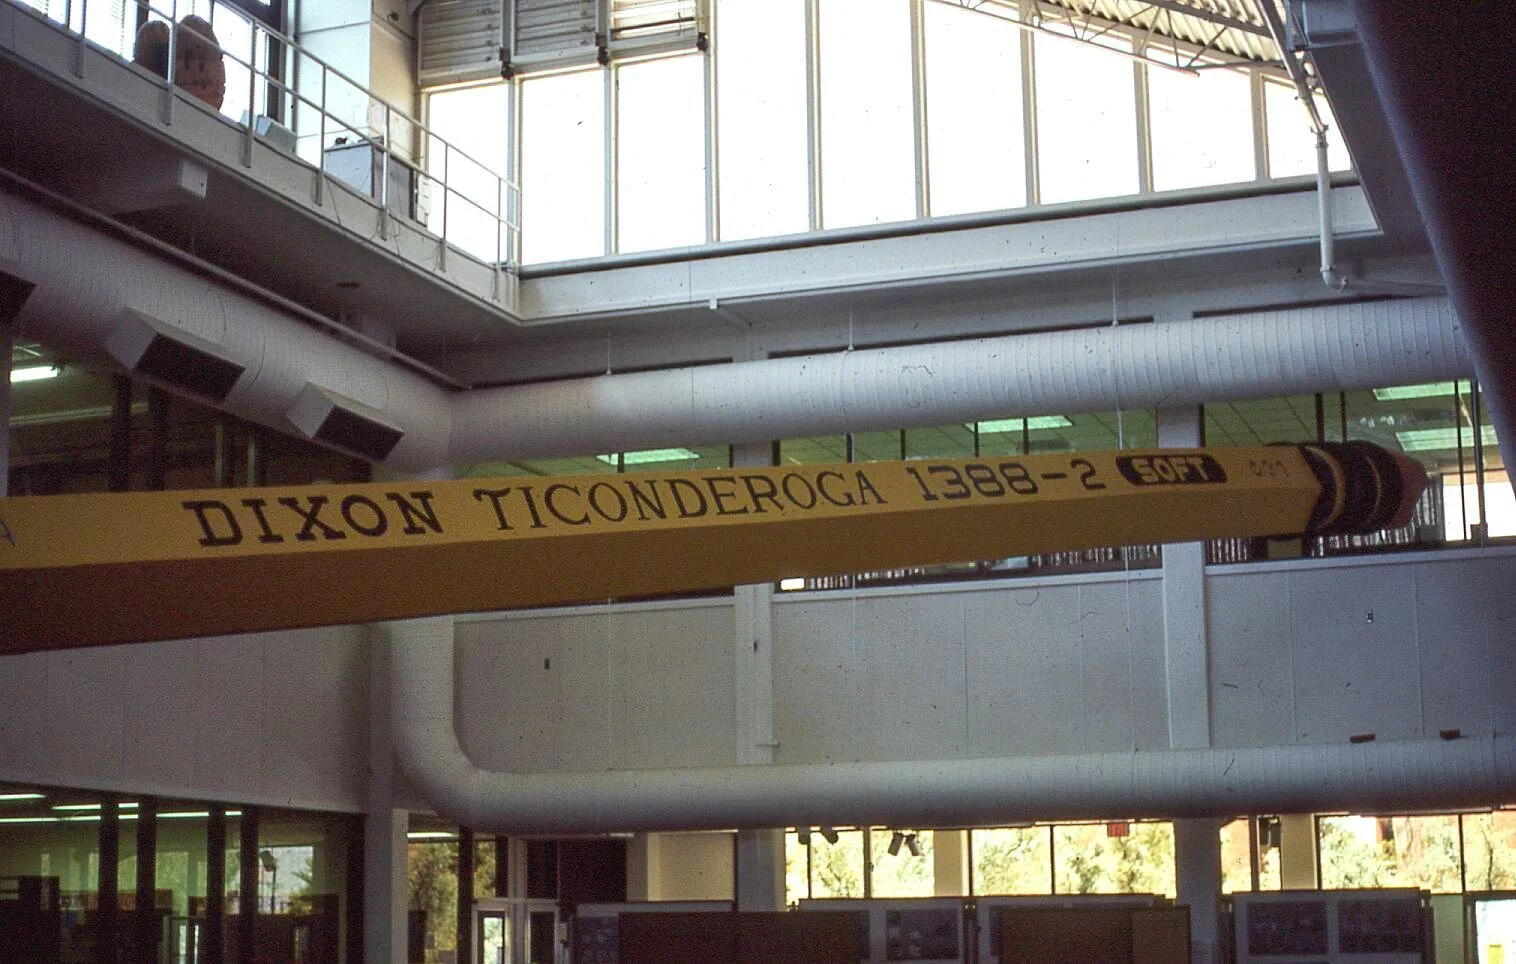 DIXON TICONDEROGA 1388-2 SOFT